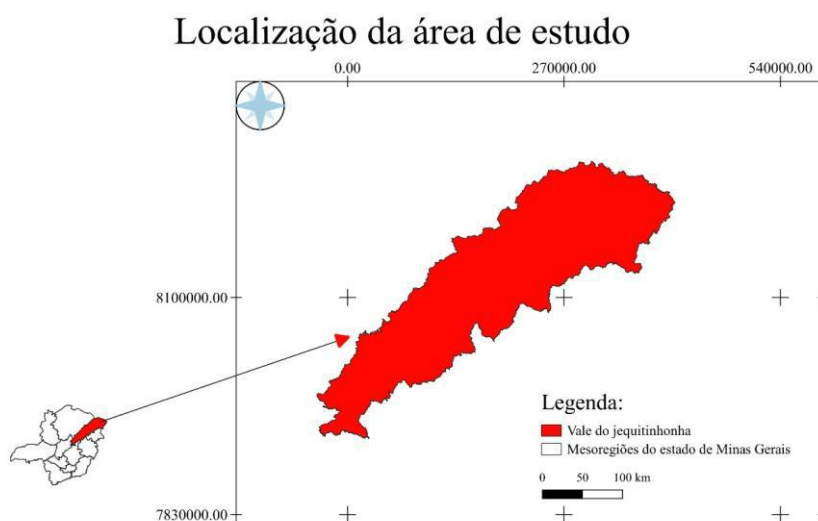 Localização da área de estudo
0.00
270000.00
540000.00
8100000.00
Legenda:
Vale do jequitinhonha
Mesoregiões do estado de Minas Gerais
0 50 100 km
7830000.00